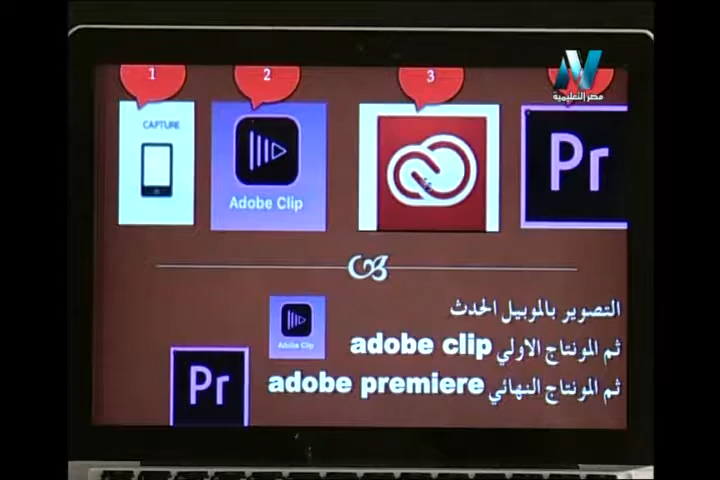 1
2
3
مصر التعليمية
CAPTURE
Adobe Clip
Pr
التصوير بالموبيل الحدث
ثم المونتاج الاولي adobe clip
Adobe Clip
ثم المونتاج النهائي adobe premiere
Pr